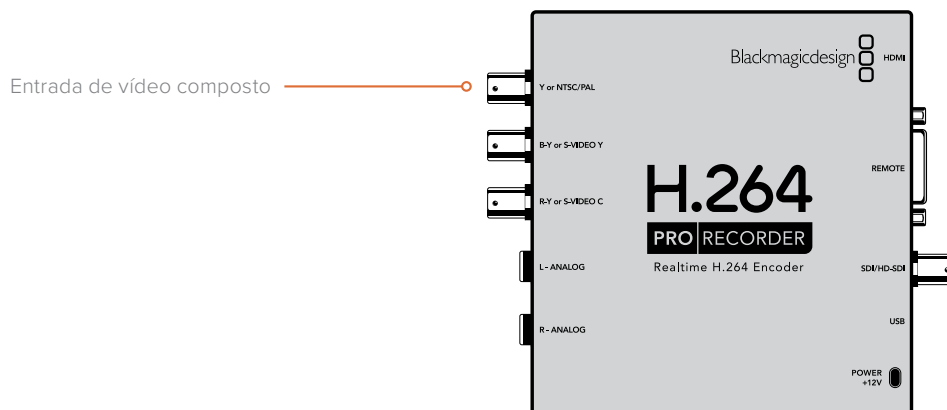 Blackmagicdesign
HDMI
Entrada de vídeo composto
Y or NTSC/PAL
B-Y or S-VIDEO Y
REMOTE
H.264
R-Y or S-VIDEO C
PRO RECORDER
Realtime H.264 Encoder
L - ANALOG
SDI/HD-SDI
USB
R - ANALOG
POWER
+12V